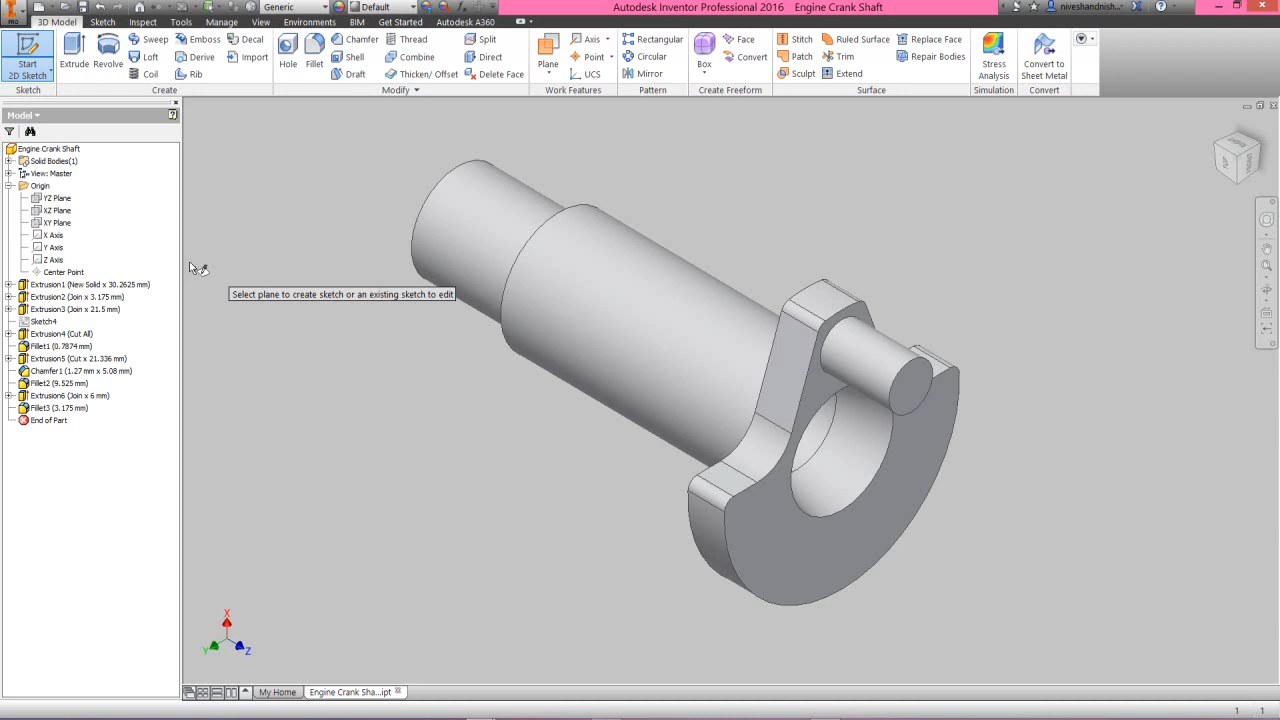 PRO
Generic
Default
Autodesk Inventor Professional 2016 Engine Crank Shaft
niveshandnish...
3D Model Sketch Inspect Tools Manage View Environments BIM Get Started Autodesk A360
Start
2D Sketch
Extrude
Revolve
Sweep
Loft
Coil
Emboss
Derive
Rib
Decal
Import
Hole
Fillet
Chamfer
Shell
Draft
Thread
Combine
Thicken/ Offset
Split
Direct
Delete Face
Plane
Axis
Point
UCS
Rectangular
Circular
Mirror
Box
Face
Convert
Stitch
Patch
Sculpt
Ruled Surface
Trim
Extend
Replace Face
Repair Bodies
Stress
Analysis
Convert to
Sheet Metal
Sketch Create Modify Work Features Pattern Create Freeform Surface Simulation Convert
Model
Engine Crank Shaft
Solid Bodies(1)
View: Master
Origin
YZ Plane
XZ Plane
XY Plane
X Axis
Y Axis
Z Axis
Center Point
Extrusion1 (New Solid x 30.2625 mm)
Extrusion2 (Join x 3.175 mm)
Extrusion3 (Join x 21.5 mm)
Sketch4
Extrusion4 (Cut All)
Fillet1 (0.7874 mm)
Extrusion5 (Cut x 21.336 mm)
Chamfer1 (1.27 mm x 5.08 mm)
Fillet2 (9.525 mm)
Extrusion6 (Join x 6 mm)
Fillet3 (3.175 mm)
End of Part
Select plane to create sketch or an existing sketch to edit
X
Y
Z
My Home
Engine Crank Sha...ipt
1 1